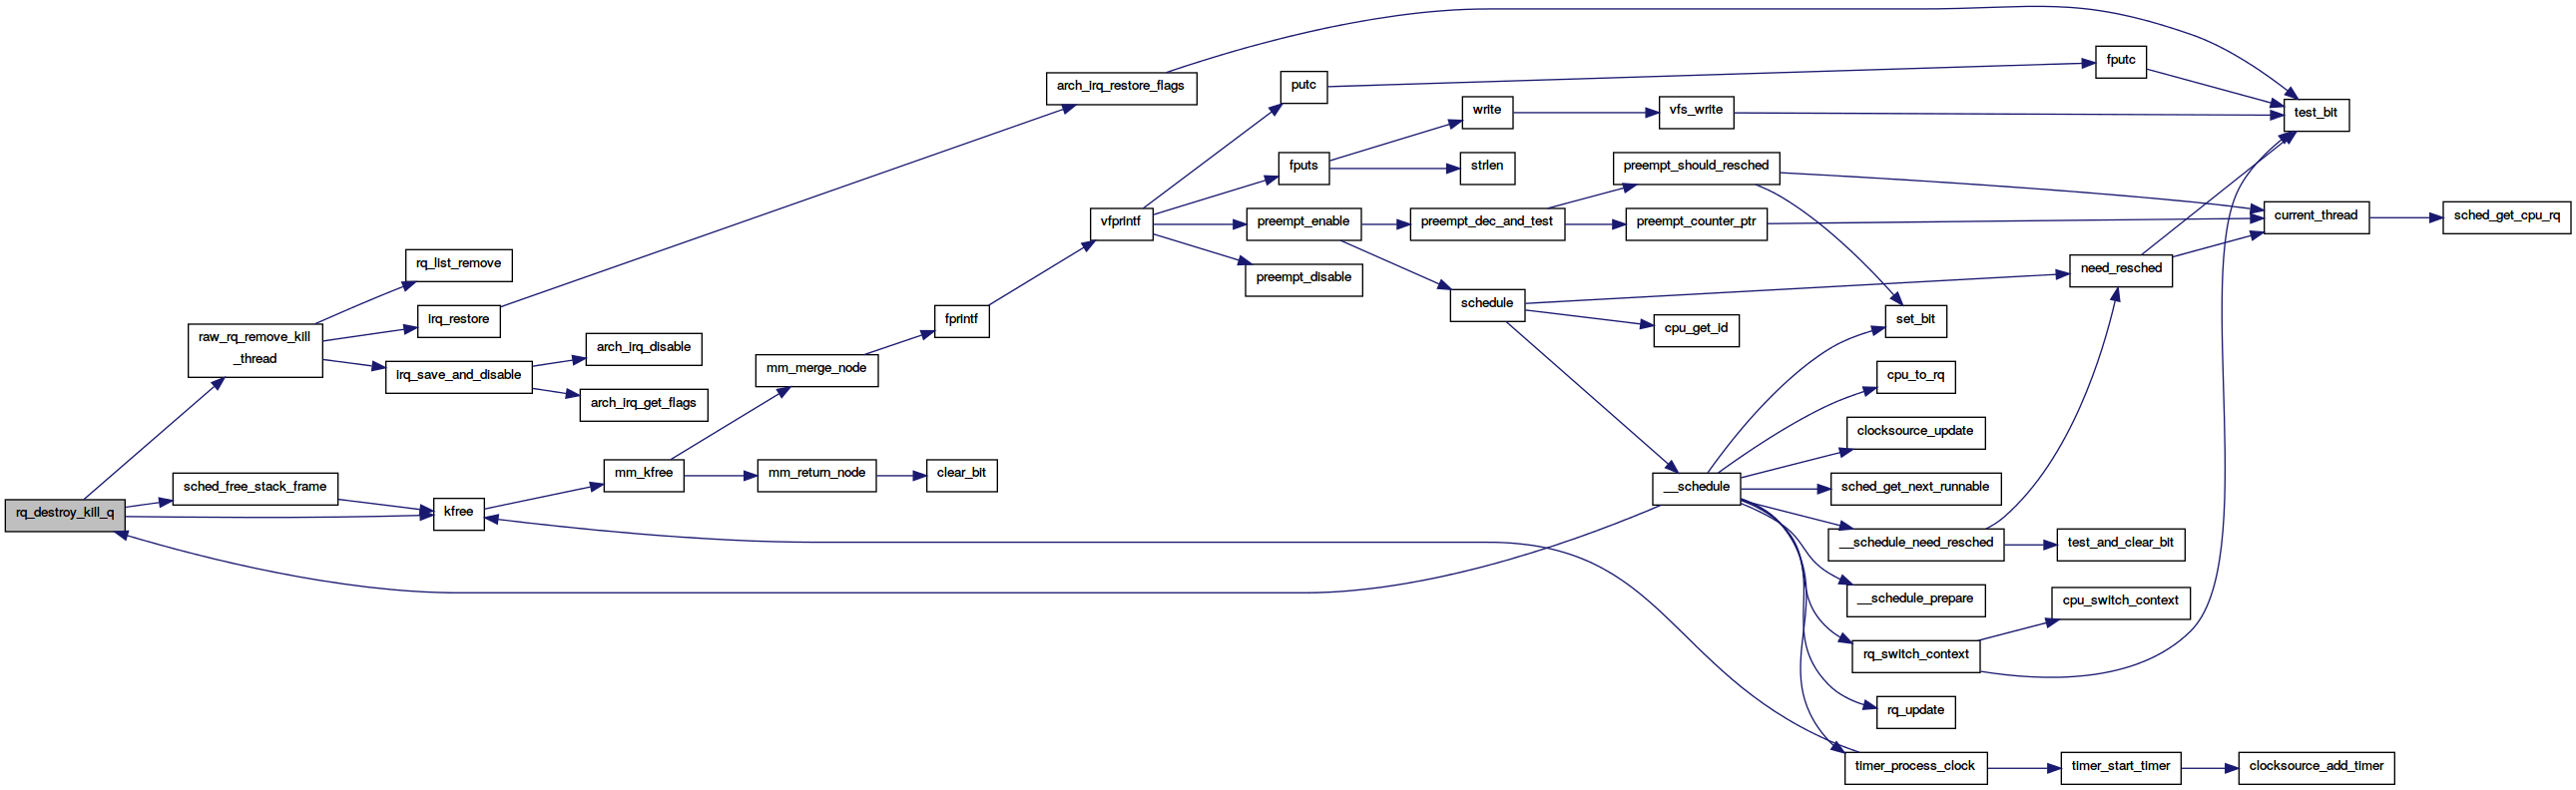 rq_destroy_kill_q
raw_rq_remove_kill
_thread
sched_free_stack_frame
kfree
rq_list_remove
irq_restore
irq_save_and_disable
arch_irq_disable
arch_irq_get_flags
mm_kfree
mm_merge_node
mm_return_node
clear_bit
fprintf
arch_irq_restore_flags
vfprintf
putc
fputs
preempt_enable
preempt_disable
write
strlen
preempt_dec_and_test
schedule
vfs_write
preempt_should_resched
preempt_counter_ptr
cpu_get_id
__schedule
set_bit
cpu_to_rq
clocksource_update
sched_get_next_runnable
__schedule_need_resched
__schedule_prepare
rq_switch_context
rq_update
timer_process_clock
fputc
need_resched
test_and_clear_bit
cpu_switch_context
timer_start_timer
test_bit
current_thread
clocksource_add_timer
sched_get_cpu_rq